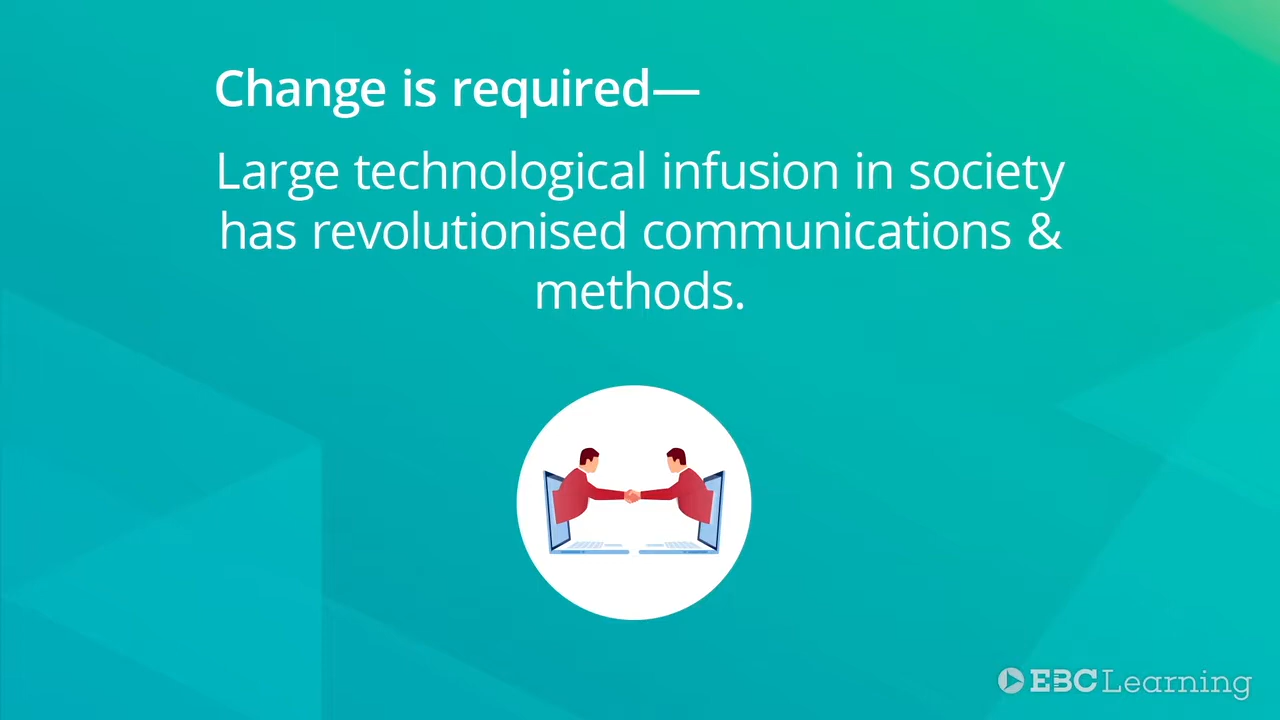 Change is required—
Large technological infusion in society
has revolutionised communications &
methods.
EBC Learning